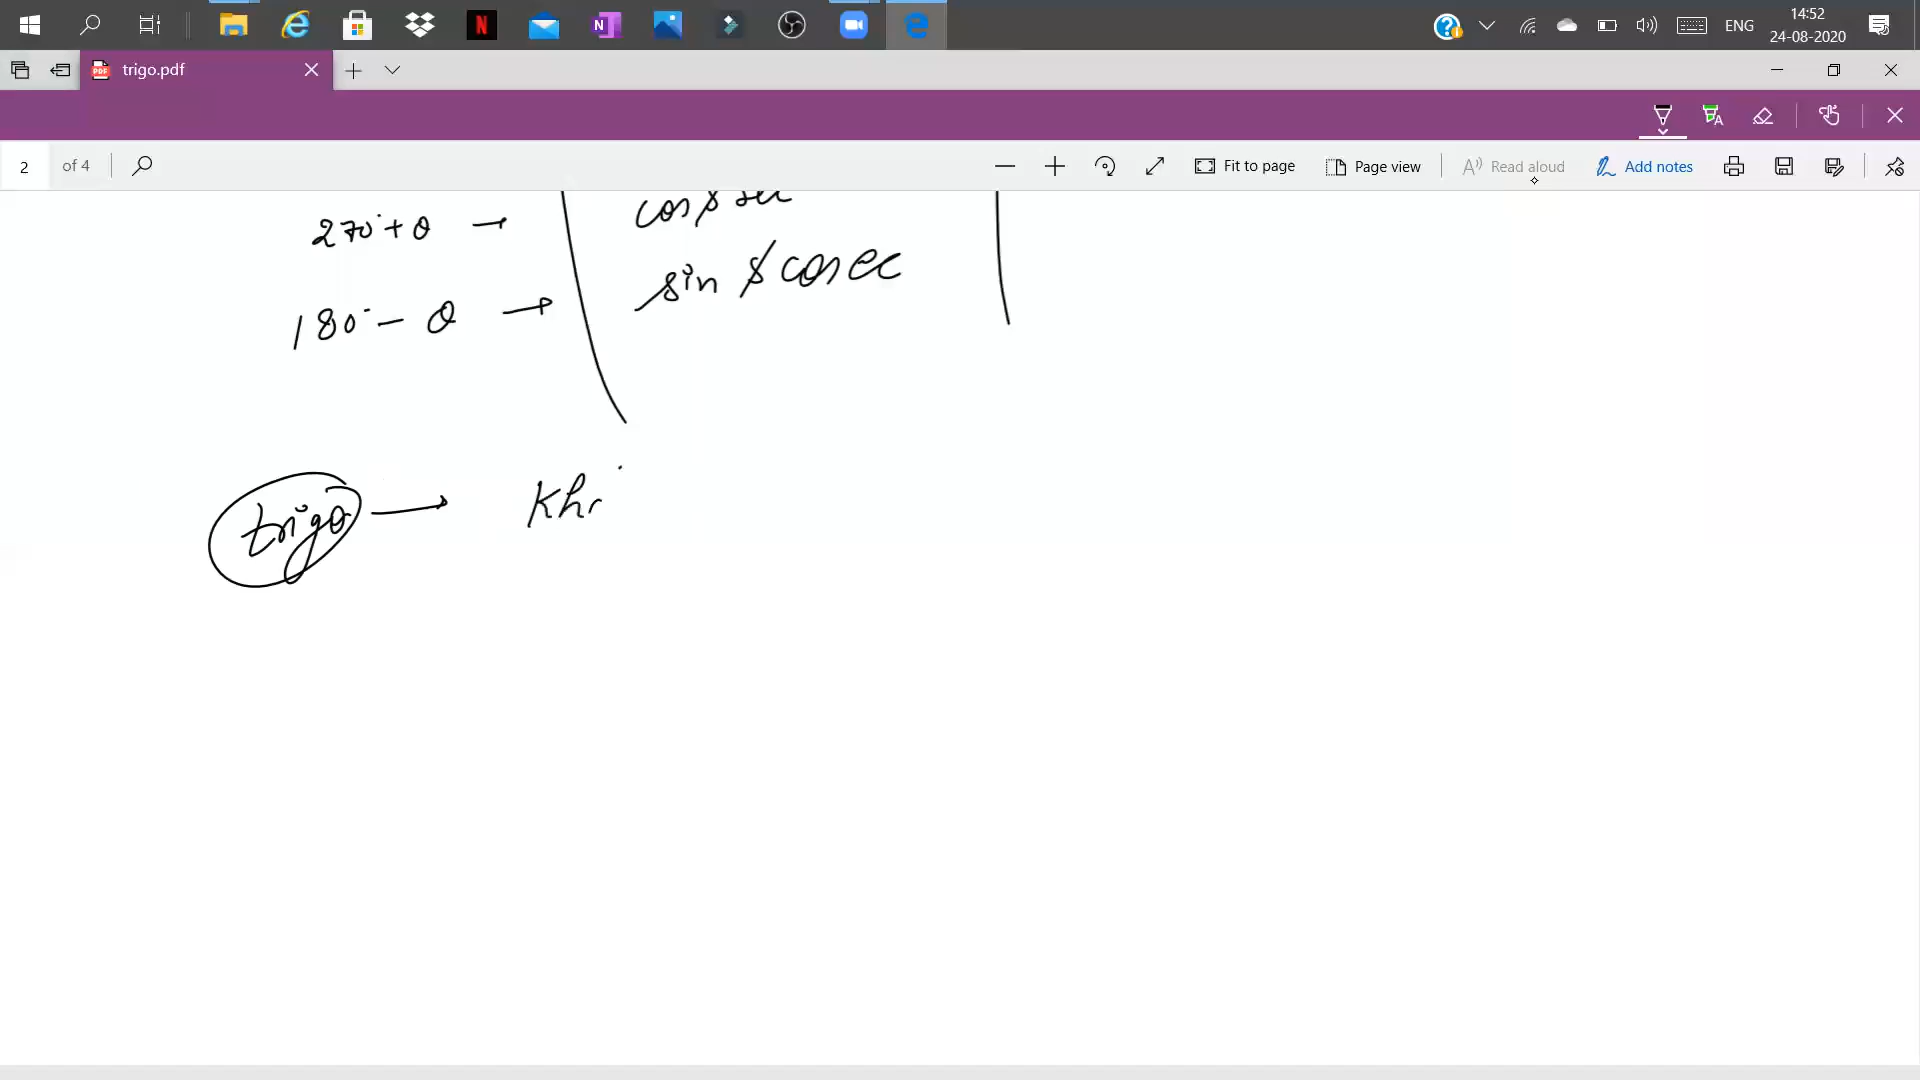 14:52
ENG
24-08-2020
trigo.pdf
2 of 4
Fit to page
Page view
Read aloud
Add notes
270°+θ →
180°- θ → sin & cosec
trigo → Khr